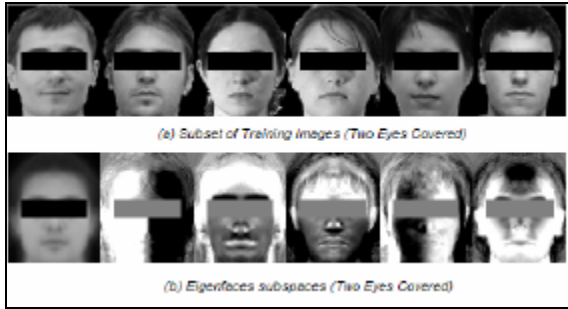 (a) Subset of Training Images (Two Eyes Covered)
(b) Eigenfaces subspaces (Two Eyes Covered)